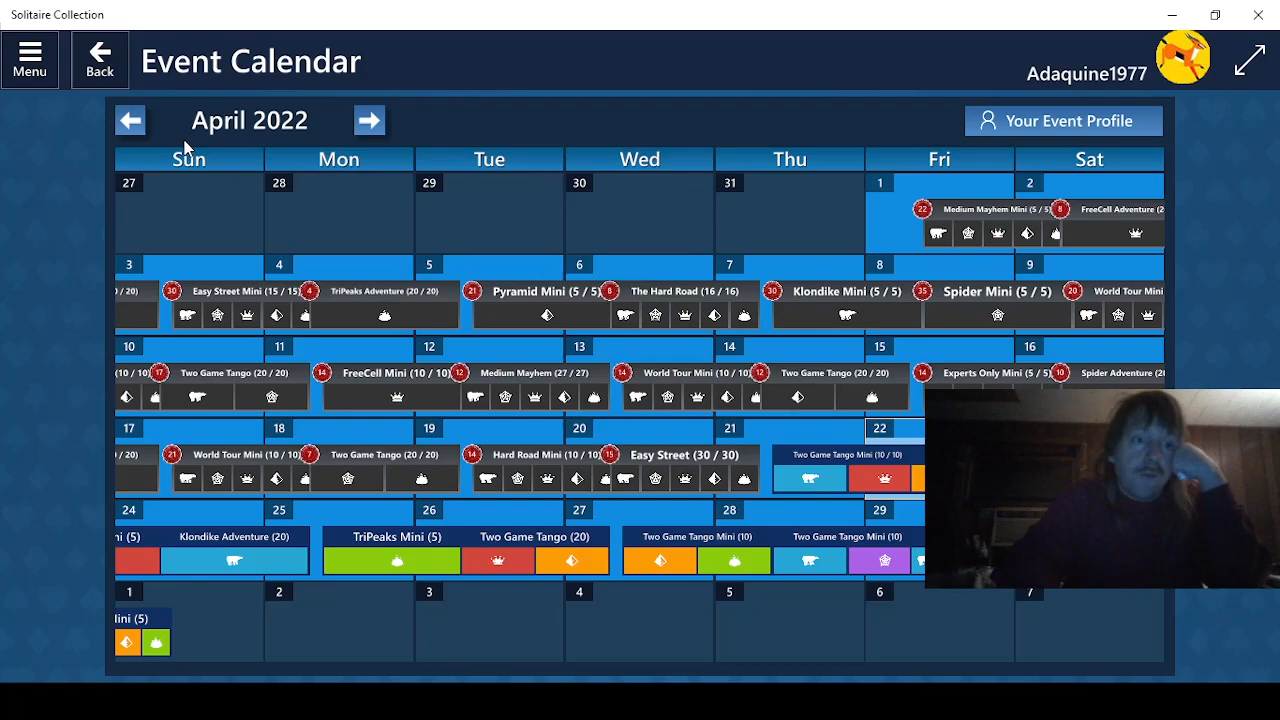 Solitaire Collection
Menu
Back
Event Calendar
Adaquine1977
April 2022
Your Event Profile
Sun Mon Tue Wed Thu Fri Sat
27 28 29 30 31 1 2
22 Medium Mayhem Mini (5 / 5) 8 FreeCell Adventure (2
3 4 5 6 7 8 9
/ 20) 30 Easy Street Mini (15 / 15) 4 TriPeaks Adventure (20 / 20) 21 Pyramid Mini (5 / 5) 8 The Hard Road (16 / 16) 30 Klondike Mini (5 / 5) 35 Spider Mini (5 / 5) 20 World Tour Mini
10 11 12 13 14 15 16
(10 / 10) 17 Two Game Tango (20 / 20) 14 FreeCell Mini (10 / 10) 12 Medium Mayhem (27 / 27) 14 World Tour Mini (10 / 10) 12 Two Game Tango (20 / 20) 14 Experts Only Mini (5 / 5) 10 Spider Adventure (20
17 18 19 20 21 22
/ 20) 21 World Tour Mini (10 / 10) 7 Two Game Tango (20 / 20) 14 Hard Road Mini (10 / 10) 15 Easy Street (30 / 30) Two Game Tango Mini (10 / 10)
24 25 26 27 28 29
ni (5) Klondike Adventure (20) TriPeaks Mini (5) Two Game Tango (20) Two Game Tango Mini (10) Two Game Tango Mini (10)
1 2 3 4 5 6 7
lini (5)